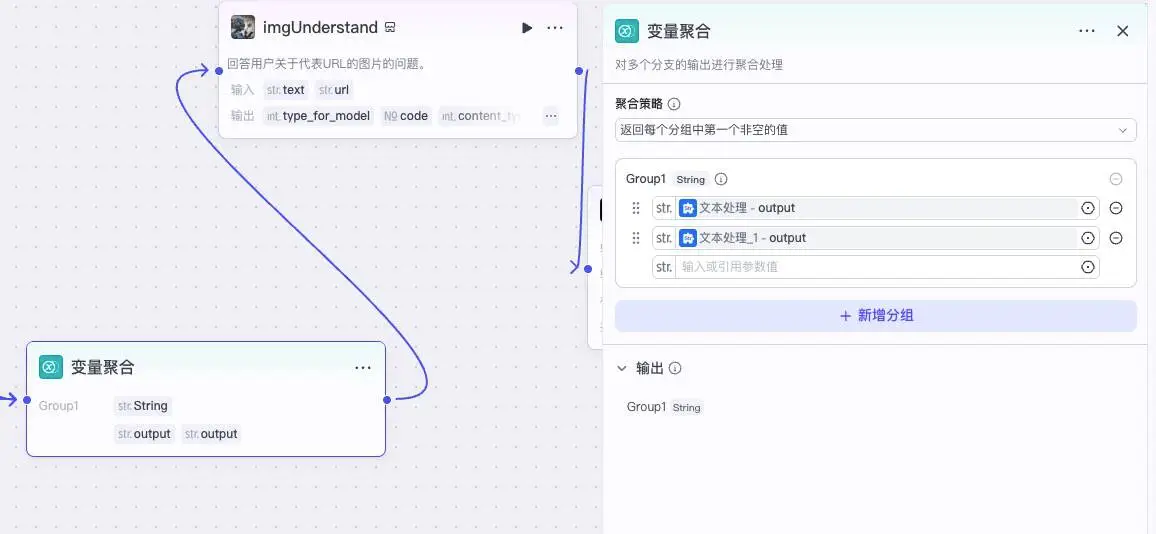 imgUnderstand
回答用户关于代表URL的图片的问题。
输入 str. text str. url
输出 int. type_for_model № code int. content_ty
变量聚合
Group1 str. String
str. output str. output
变量聚合
对多个分支的输出进行聚合处理
聚合策略
返回每个分组中第一个非空的值
Group1 String
str. 文本处理 - output
str. 文本处理_1 - output
str. 输入或引用参数值
+ 新增分组
输出
Group1 String